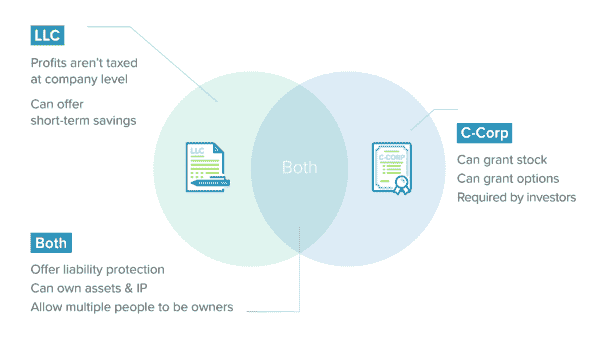 LLC
Profits aren't taxed
at company level
Can offer
short-term savings
LLC
Both
C-CORP
C-Corp
Can grant stock
Can grant options
Required by investors
Both
Offer liability protection
Can own assets & IP
Allow multiple people to be owners